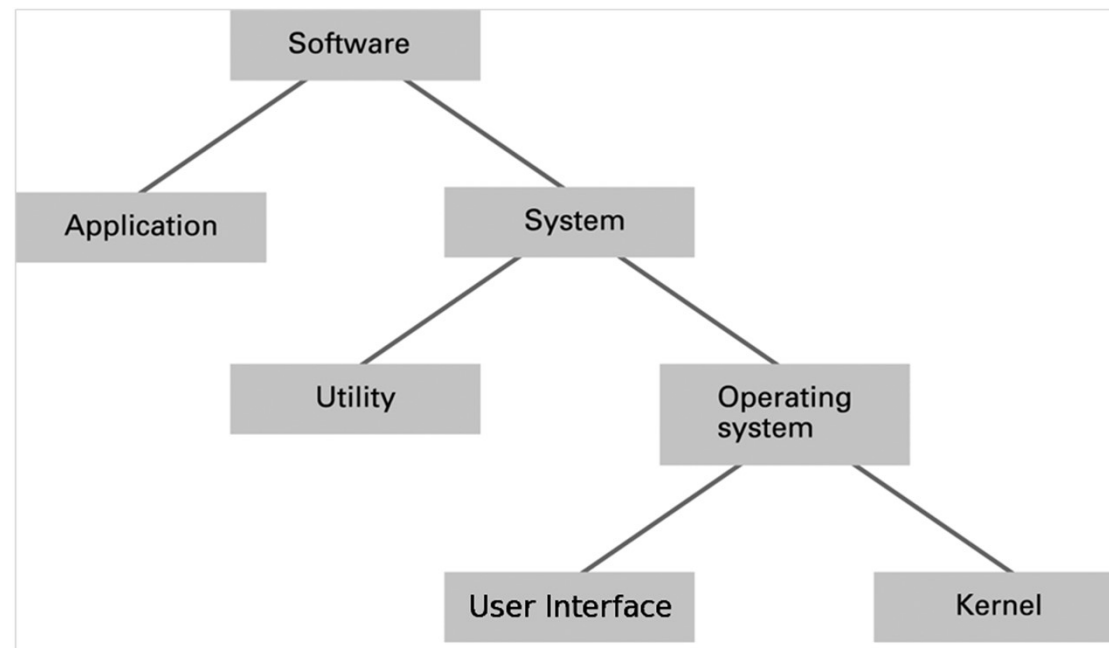 Software
Application
System
Utility
Operating
system
User Interface
Kernel